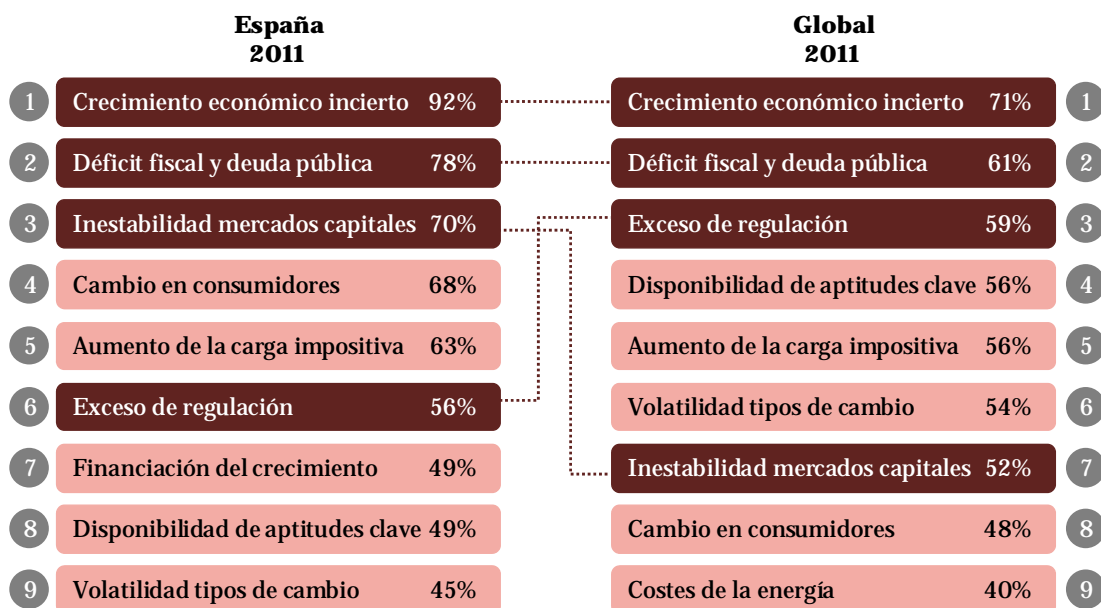 España
2011
Global
2011
1 Crecimiento económico incierto 92%
Crecimiento económico incierto 71% 1
2 Déficit fiscal y deuda pública 78%
Déficit fiscal y deuda pública 61% 2
3 Inestabilidad mercados capitales 70%
Exceso de regulación 59% 3
4 Cambio en consumidores 68%
Disponibilidad de aptitudes clave 56% 4
5 Aumento de la carga impositiva 63%
Aumento de la carga impositiva 56% 5
6 Exceso de regulación 56%
Volatilidad tipos de cambio 54% 6
7 Financiación del crecimiento 49%
Inestabilidad mercados capitales 52% 7
8 Disponibilidad de aptitudes clave 49%
Cambio en consumidores 48% 8
9 Volatilidad tipos de cambio 45%
Costes de la energía 40% 9